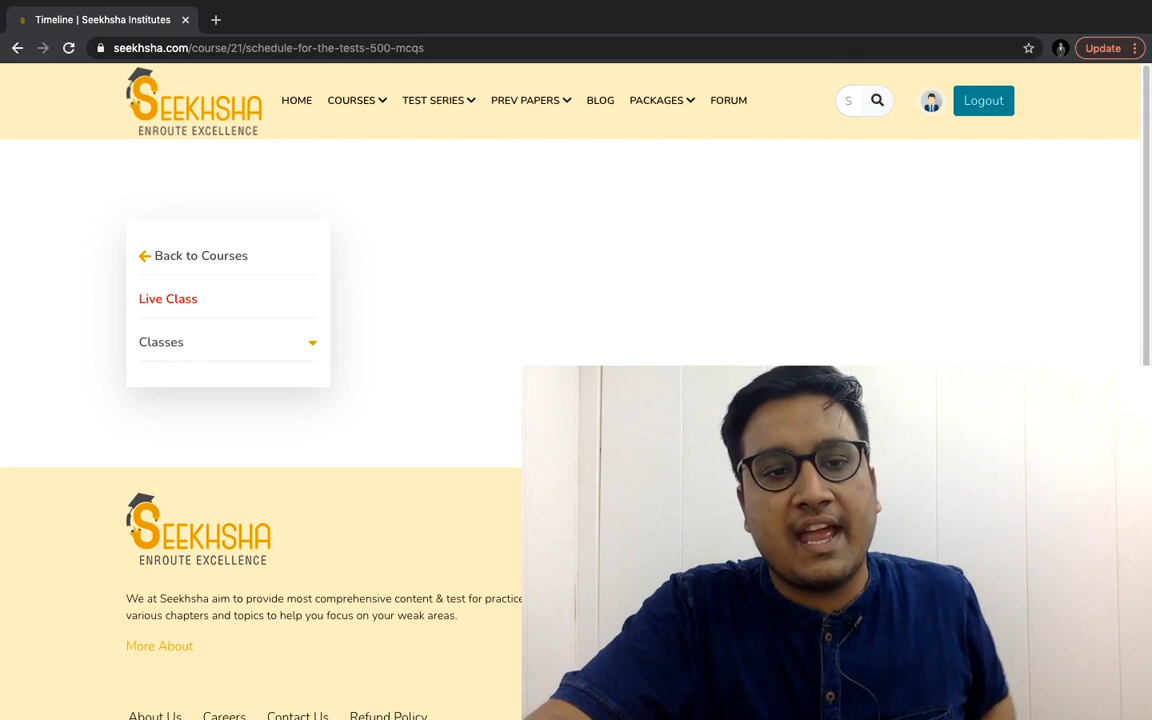 Timeline | Seekhsha Institutes
seekhsha.com/course/21/schedule-for-the-tests-500-mcqs
Update
SEEKHSHA
ENROUTE EXCELLENCE
HOME COURSES TEST SERIES PREV PAPERS BLOG PACKAGES FORUM
S
Logout
Back to Courses
Live Class
Classes
SEEKHSHA
ENROUTE EXCELLENCE
We at Seekhsha aim to provide most comprehensive content & test for practice
various chapters and topics to help you focus on your weak areas.
More About
About Us Careers Contact Us Refund Policy